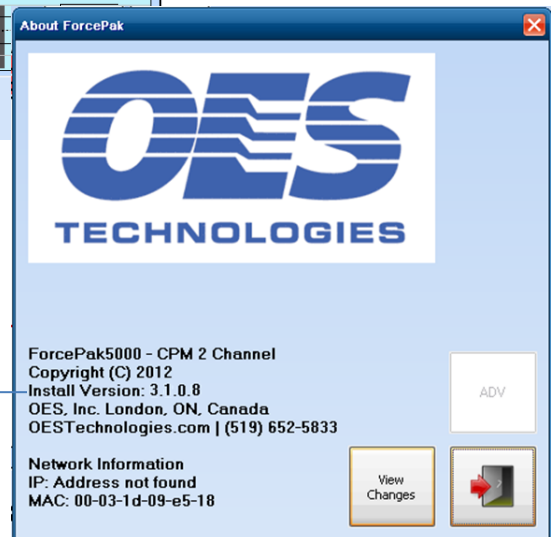 About ForcePak
OES
TECHNOLOGIES
ForcePak5000 - CPM 2 Channel
Copyright (C) 2012
Install Version: 3.1.0.8
OES, Inc. London, ON, Canada
OESTechnologies.com | (519) 652-5833
ADV
Network Information
IP: Address not found
MAC: 00-03-1d-09-e5-18
View
Changes